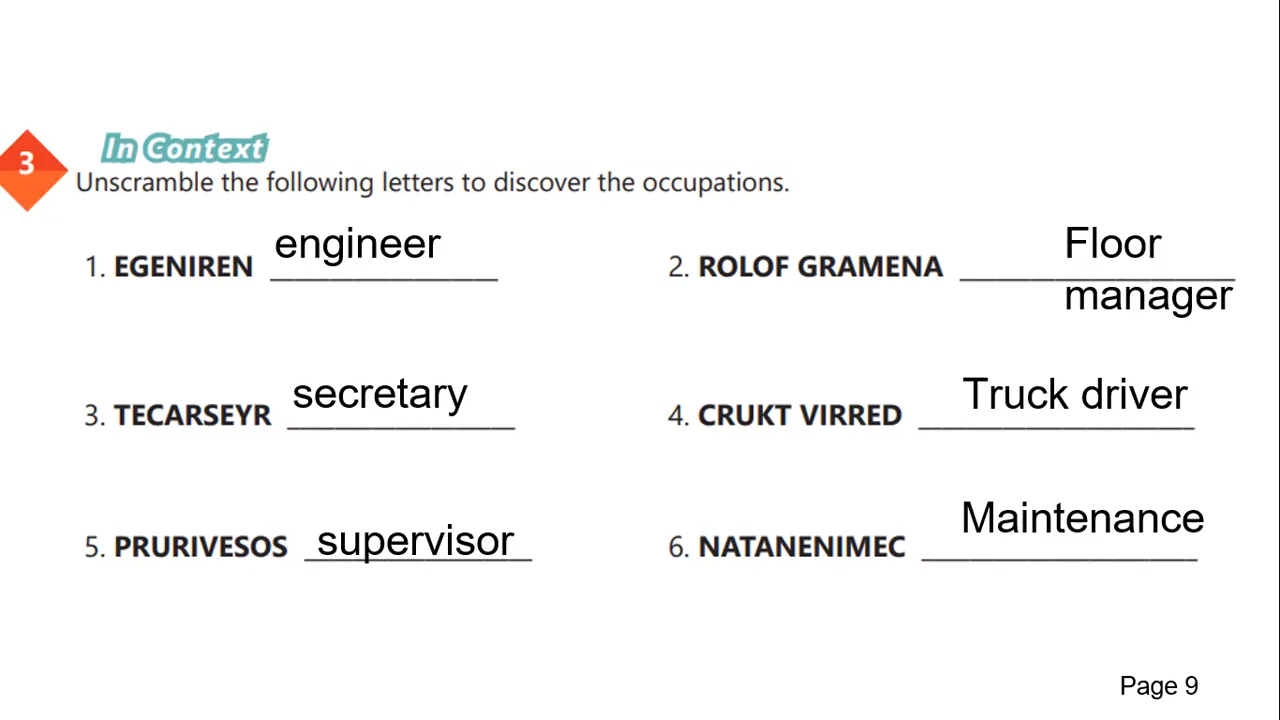 3
In Context
Unscramble the following letters to discover the occupations.
1. EGENIREN engineer
2. ROLOF GRAMENA Floor
manager
3. TECARSEYR secretary
4. CRUKT VIRRED Truck driver
5. PRURIVESOS supervisor
6. NATANENIMEC Maintenance
Page 9